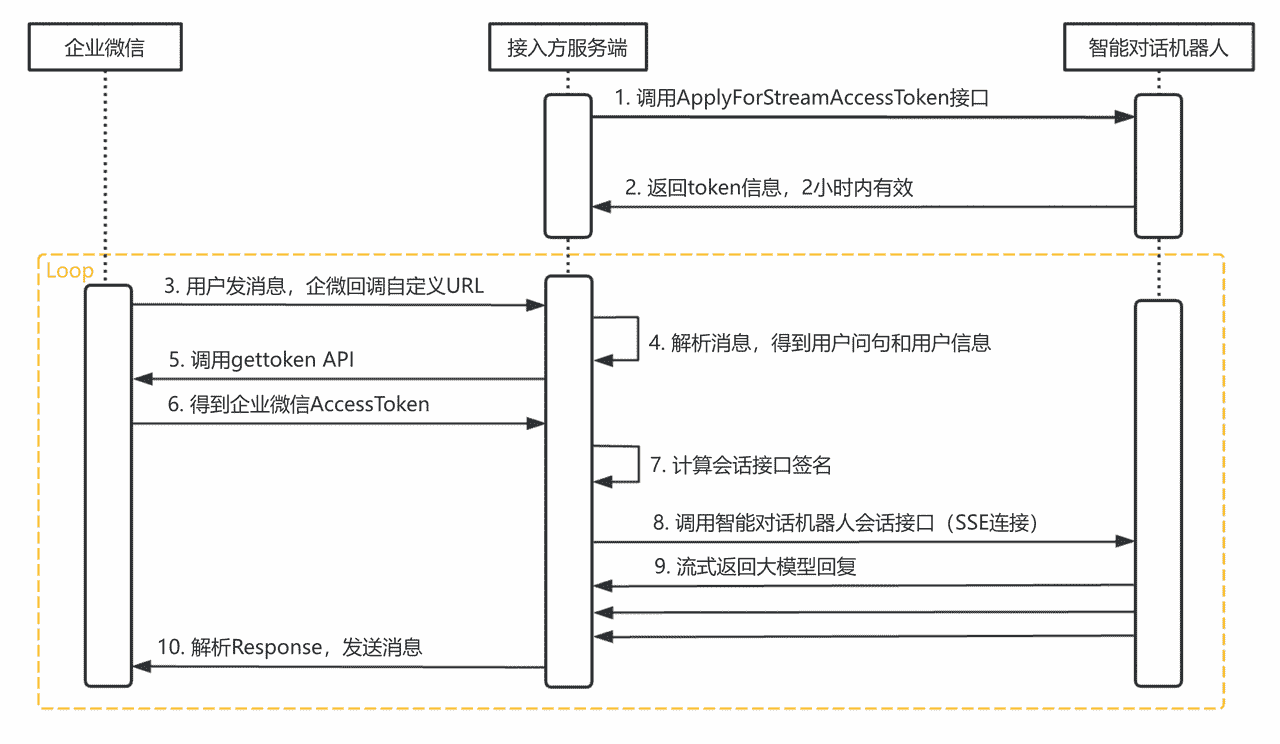 企业微信
接入方服务端
智能对话机器人
1. 调用ApplyForStreamAccessToken接口
2. 返回token信息，2小时内有效
Loop
3. 用户发消息，企微回调自定义URL
4. 解析消息，得到用户问句和用户信息
5. 调用gettoken API
6. 得到企业微信AccessToken
7. 计算会话接口签名
8. 调用智能对话机器人会话接口（SSE连接）
9. 流式返回大模型回复
10. 解析Response，发送消息